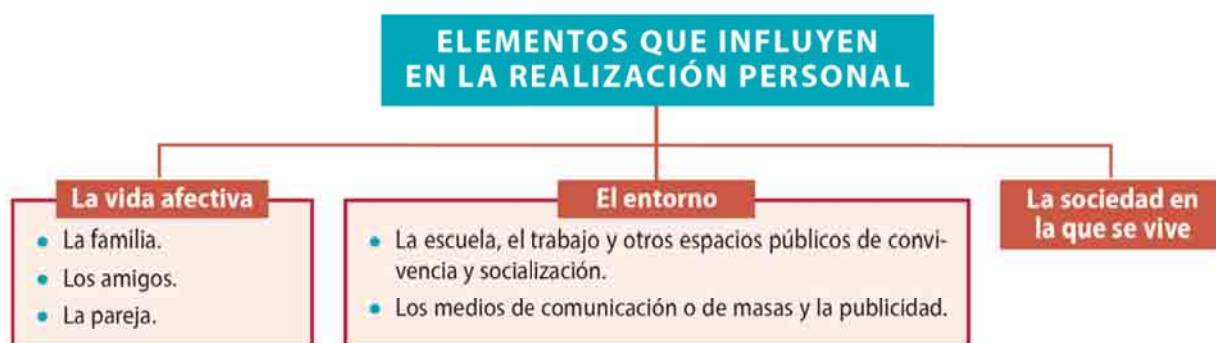 ELEMENTOS QUE INFLUYEN
EN LA REALIZACIÓN PERSONAL
La vida afectiva
• La familia.
• Los amigos.
• La pareja.
El entorno
• La escuela, el trabajo y otros espacios públicos de convi-
vencia y socialización.
• Los medios de comunicación o de masas y la publicidad.
La sociedad en
la que se vive